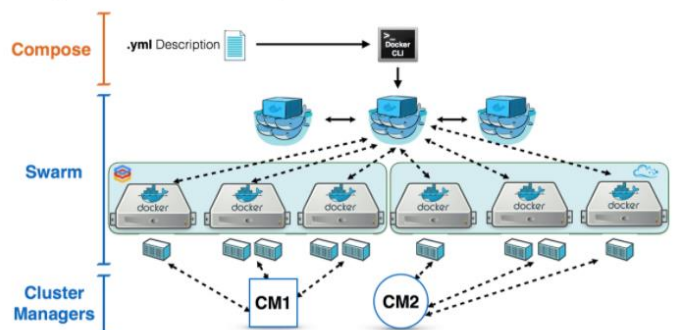 Compose
.yml Description
>_
Docker
CLI
Swarm
docker
docker
docker
docker
docker
docker
Cluster
Managers
CM1
CM2